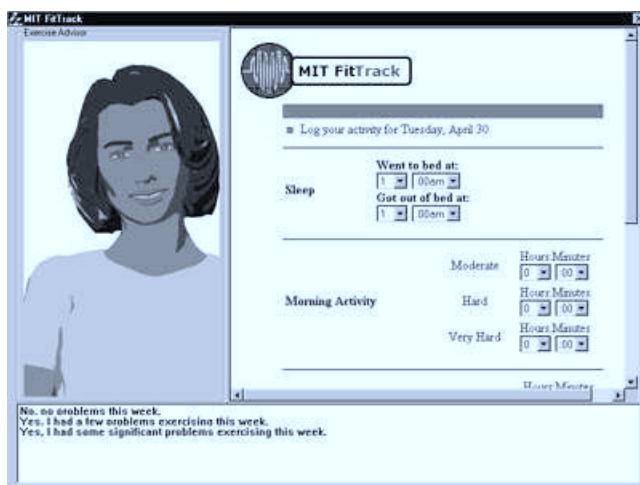 MIT FitTrack
Exercise Advisor
MIT FitTrack
Log your activity for Tuesday, April 30
Went to bed at:
1 00am
Sleep
Got out of bed at:
1 00am
Hours Minutes
Moderate 0 :00
Hours Minutes
Morning Activity Hard 0 :00
Hours Minutes
Very Hard 0 :00
Hours Minutes
No, no problems this week.
Yes, I had a few problems exercising this week.
Yes, I had some significant problems exercising this week.